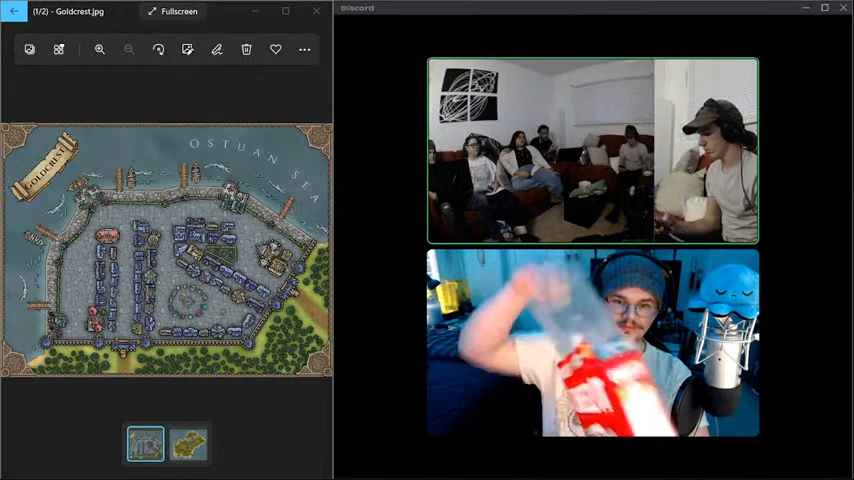 (1/2) - Goldcrest.jpg
Fullscreen
Discord
GOLDCREST
OSTUAN SEA